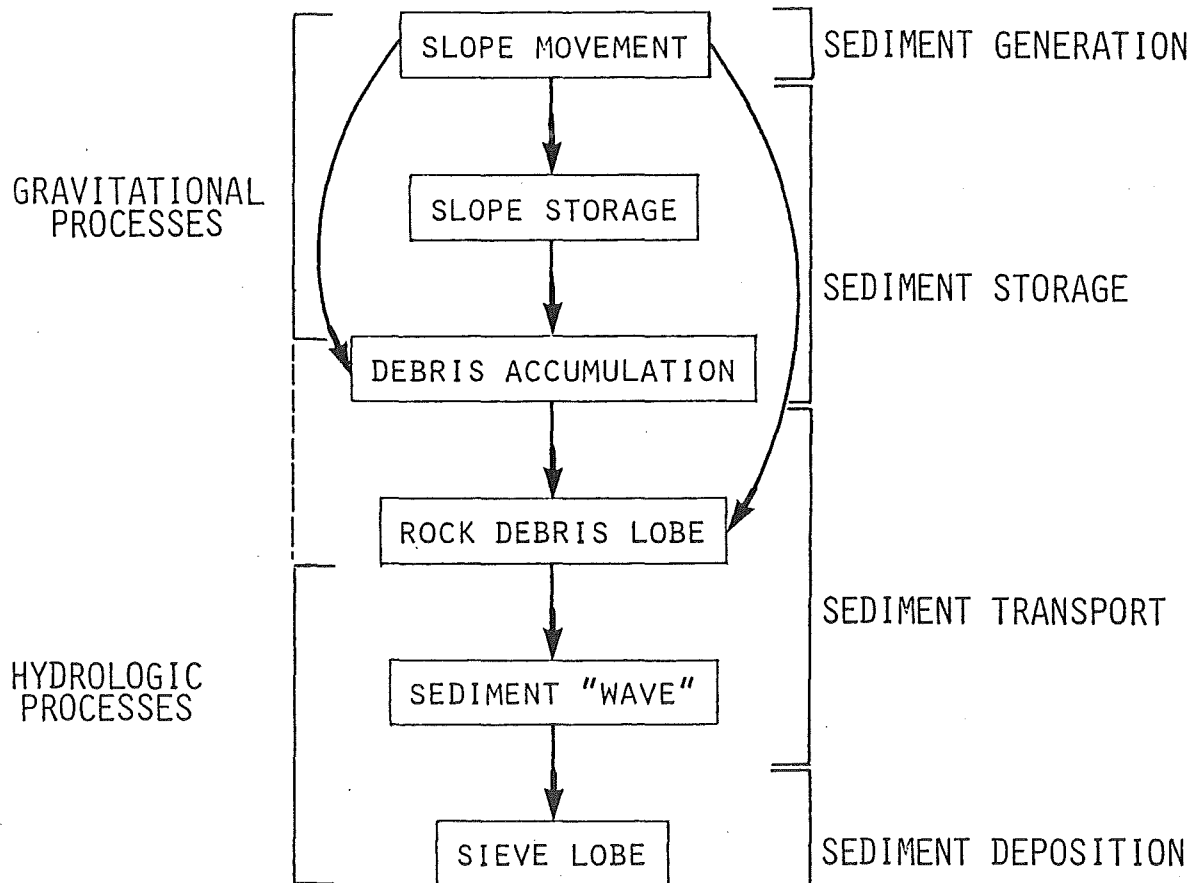 SLOPE MOVEMENT
SEDIMENT GENERATION
GRAVITATIONAL
PROCESSES
SLOPE STORAGE
SEDIMENT STORAGE
DEBRIS ACCUMULATION
ROCK DEBRIS LOBE
SEDIMENT TRANSPORT
HYDROLOGIC
PROCESSES
SEDIMENT "WAVE"
SIEVE LOBE
SEDIMENT DEPOSITION